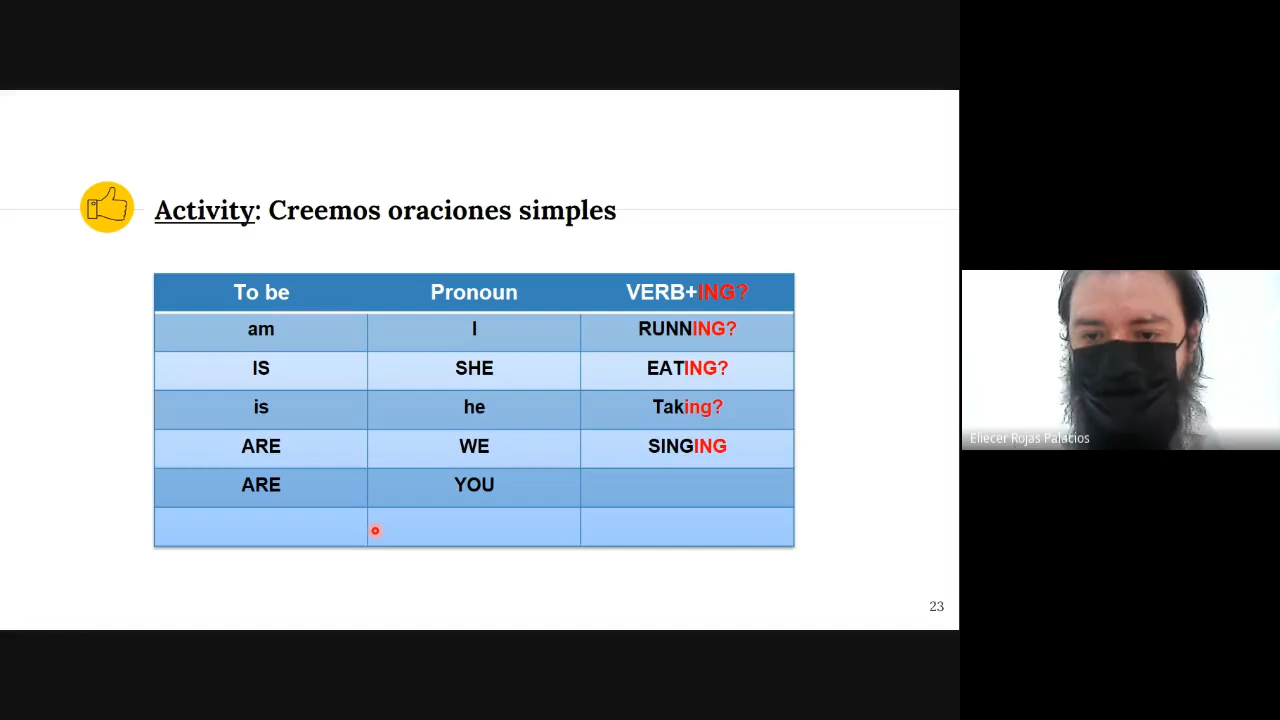 Activity: Creemos oraciones simples
To be Pronoun VERB+ING?
am I RUNNING?
IS SHE EATING?
is he Taking?
ARE WE SINGING
ARE YOU
Eliecer Rojas Palacios
23